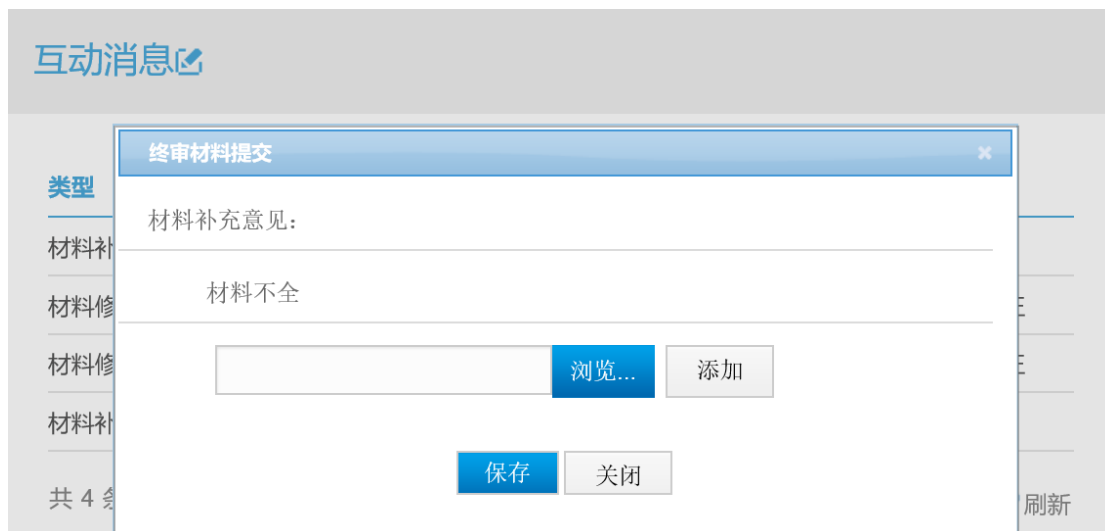 互动消息
终审材料提交
类型
材料补充意见：
材料补
材料不全
材料修
浏览... 添加
材料修
材料补
保存 关闭
共 4 条
刷新